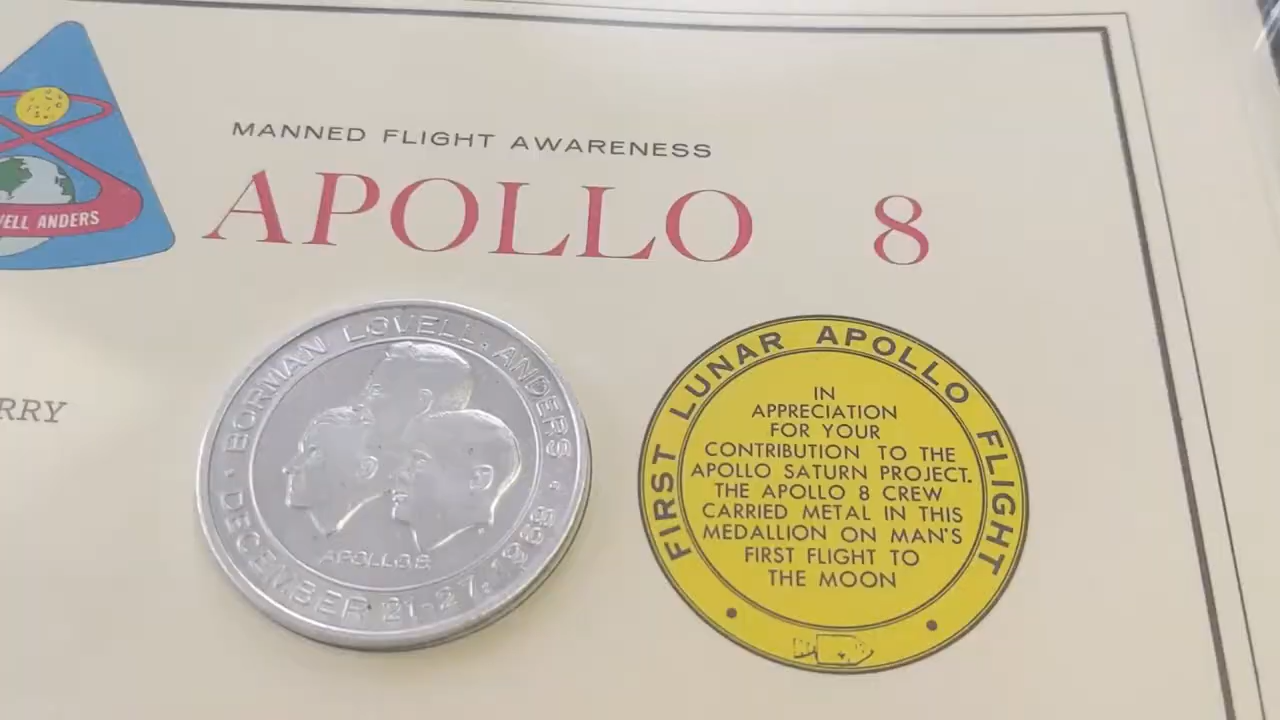 MANNED FLIGHT AWARENESS
APOLLO 8
ANDERS
BORMAN LOVELL · ANDERS
APOLLO 8
DECEMBER 21-27, 1968
FIRST LUNAR APOLLO FLIGHT
IN
APPRECIATION
FOR YOUR
CONTRIBUTION TO THE
APOLLO SATURN PROJECT.
THE APOLLO 8 CREW
CARRIED METAL IN THIS
MEDALLION ON MAN'S
FIRST FLIGHT TO
THE MOON